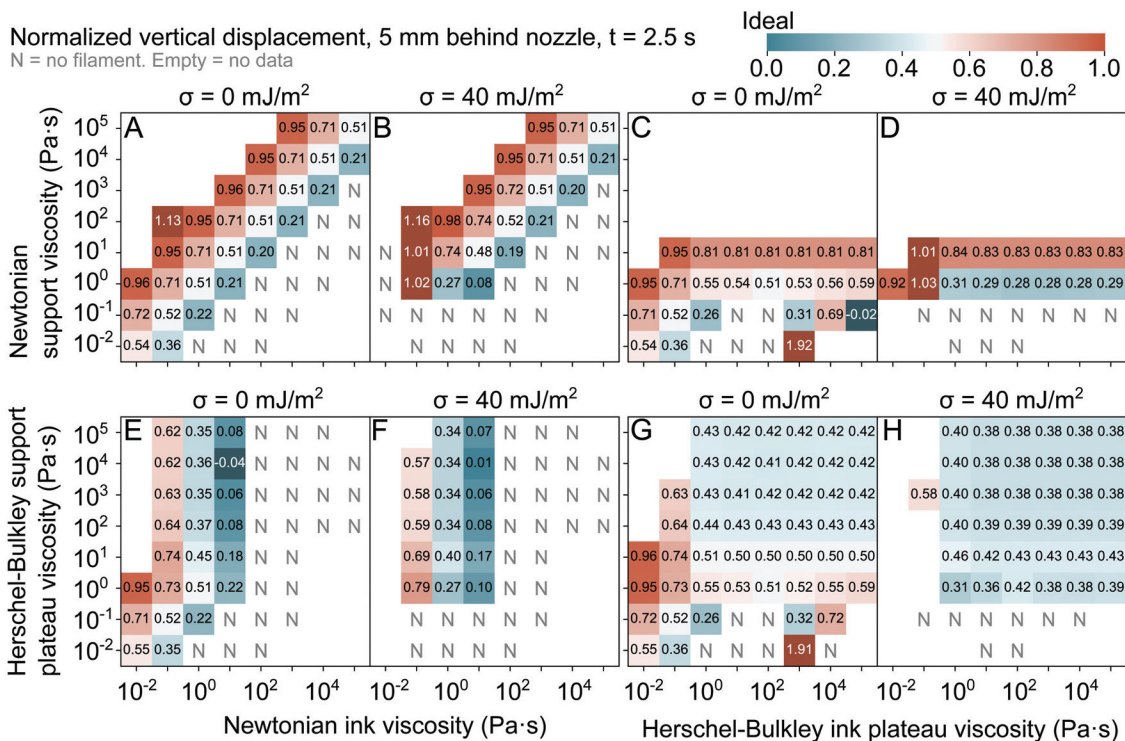 Normalized vertical displacement, 5 mm behind nozzle, t = 2.5 s
N = no filament. Empty = no data
Ideal
0.0 0.2 0.4 0.6 0.8 1.0
σ = 0 mJ/m² σ = 40 mJ/m² σ = 0 mJ/m² σ = 40 mJ/m²
Newtonian
support viscosity (Pa·s)
A B C D
10⁵ 0.95 0.71 0.51 0.95 0.71 0.51
10⁴ 0.95 0.71 0.51 0.21 0.95 0.71 0.51 0.21
10³ 0.96 0.71 0.51 0.21 N 0.95 0.72 0.51 0.20 N
10² 1.13 0.95 0.71 0.51 0.21 N N 1.16 0.98 0.74 0.52 0.21 N N
10¹ 0.95 0.71 0.51 0.20 N N N N 1.01 0.74 0.48 0.19 N N N 0.95 0.81 0.81 0.81 0.81 0.81 0.81 1.01 0.84 0.83 0.83 0.83 0.83 0.83
10⁰ 0.96 0.71 0.51 0.21 N N N 1.02 0.27 0.08 N N N 0.95 0.71 0.55 0.54 0.51 0.53 0.56 0.59 0.92 1.03 0.31 0.29 0.28 0.28 0.28 0.29
10⁻¹ 0.72 0.52 0.22 N N N N N N N N 0.71 0.52 0.26 N N 0.31 0.69 -0.02 N N N N N N N
10⁻² 0.54 0.36 N N N N N N N 0.54 0.36 N N 1.92 N N N
σ = 0 mJ/m² σ = 40 mJ/m² σ = 0 mJ/m² σ = 40 mJ/m²
Herschel-Bulkley support
plateau viscosity (Pa·s)
E F G H
10⁵ 0.62 0.35 0.08 N N N 0.34 0.07 N N N 0.43 0.42 0.42 0.42 0.42 0.42 0.40 0.38 0.38 0.38 0.38 0.38
10⁴ 0.62 0.36 -0.04 N N N N 0.57 0.34 0.01 N N N N 0.43 0.42 0.41 0.42 0.42 0.42 0.40 0.38 0.38 0.38 0.38 0.38
10³ 0.63 0.35 0.06 N N N N 0.58 0.34 0.06 N N N N 0.63 0.43 0.41 0.42 0.42 0.42 0.42 0.58 0.40 0.38 0.38 0.38 0.38 0.38
10² 0.64 0.37 0.08 N N N N 0.59 0.34 0.08 N N N N 0.64 0.44 0.43 0.43 0.43 0.43 0.43 0.40 0.39 0.39 0.39 0.39 0.39
10¹ 0.74 0.45 0.18 N N 0.69 0.40 0.17 N N 0.96 0.74 0.51 0.50 0.50 0.50 0.50 0.50 0.46 0.42 0.43 0.43 0.43 0.43
10⁰ 0.95 0.73 0.51 0.22 N N 0.79 0.27 0.10 N N 0.95 0.73 0.55 0.53 0.51 0.52 0.55 0.59 0.31 0.36 0.42 0.38 0.38 0.39
10⁻¹ 0.71 0.52 0.22 N N N N N N N 0.72 0.52 0.26 N N 0.32 0.72 N N N N N N
10⁻² 0.55 0.35 N N N N N N N 0.55 0.36 N N 1.91 N N N
10⁻² 10⁰ 10² 10⁴ 10⁻² 10⁰ 10² 10⁴ 10⁻² 10⁰ 10² 10⁴ 10⁻² 10⁰ 10² 10⁴
Newtonian ink viscosity (Pa·s) Herschel-Bulkley ink plateau viscosity (Pa·s)